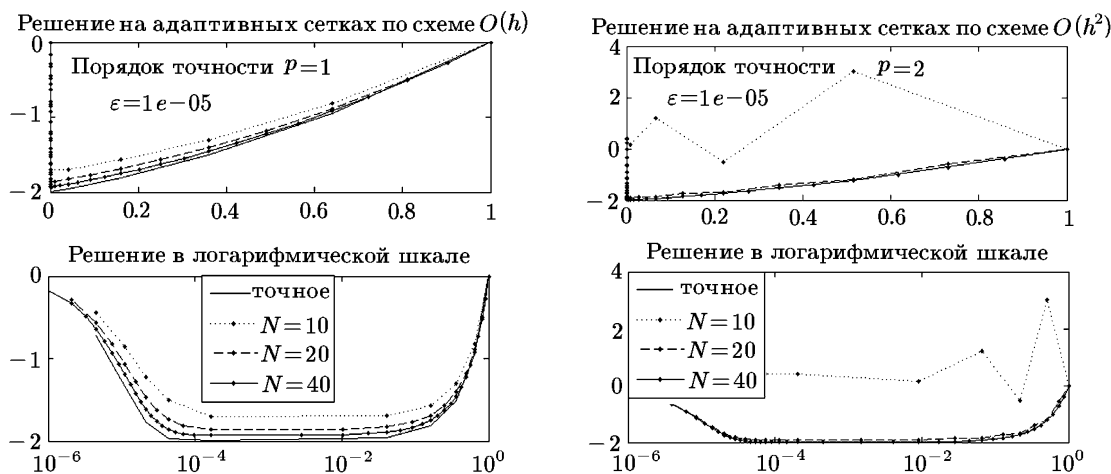 Решение на адаптивных сетках по схеме O(h)
0
Порядок точности p=1
ε=1e−05
−1
−2
0 0.2 0.4 0.6 0.8 1
Решение в логарифмической шкале
0
точное
N=10
−1
N=20
N=40
−2
10⁻⁶ 10⁻⁴ 10⁻² 10⁰
Решение на адаптивных сетках по схеме O(h²)
4
Порядок точности p=2
ε=1e−05
2
0
−2
0 0.2 0.4 0.6 0.8 1
Решение в логарифмической шкале
4
точное
N=10
2
N=20
0
N=40
−2
10⁻⁶ 10⁻⁴ 10⁻² 10⁰